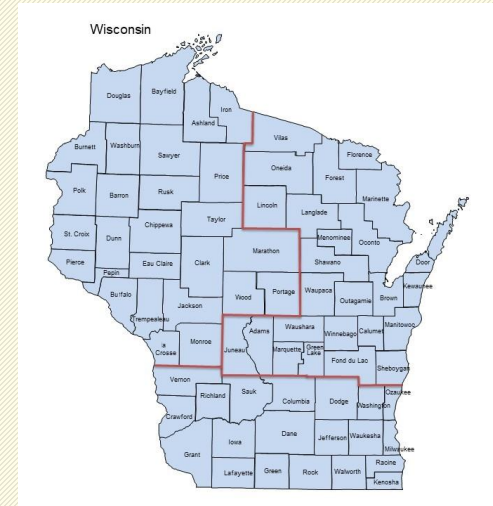 Wisconsin
Douglas
Bayfield
Iron
Ashland
Vilas
Burnett
Washburn
Sawyer
Price
Oneida
Florence
Forest
Marinette
Polk
Barron
Rusk
Lincoln
Langlade
Taylor
Chippewa
St. Croix
Dunn
Menominee
Oconto
Marathon
Pierce
Pepin
Eau Claire
Clark
Shawano
Door
Buffalo
Jackson
Wood
Portage
Waupaca
Outagamie
Brown
Kewaunee
Trempealeau
Adams
Waushara
Winnebago
Calumet
Manitowoc
la
Crosse
Monroe
Juneau
Marquette
Green
Lake
Fond du Lao
Sheboygan
Vernon
Richland
Sauk
Columbia
Dodge
Washington
Ozaukee
Crawford
Dane
Jefferson
Waukesha
Milwaukee
Iowa
Grant
Lafayette
Green
Rock
Walworth
Racine
Kenosha